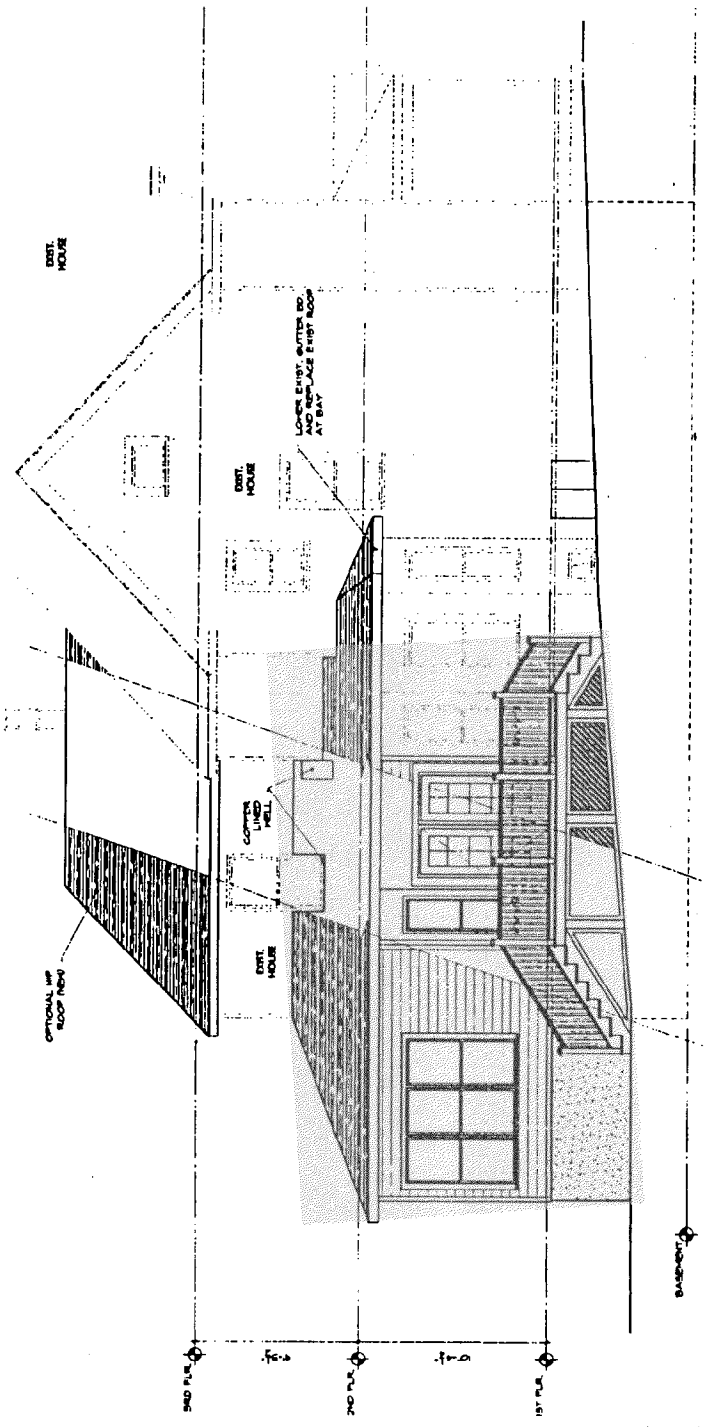 EXIST.
HOUSE
LOWER EXIST. GUTTER BD.
AND REPLACE EXIST ROOF
AT BAY
EXIST.
HOUSE
COPPER
LINED
WELL
OPTIONAL HIP
ROOF (NEW)
EXIST.
HOUSE
3RD FLR.
2ND FLR.
1ST FLR.
BASEMENT